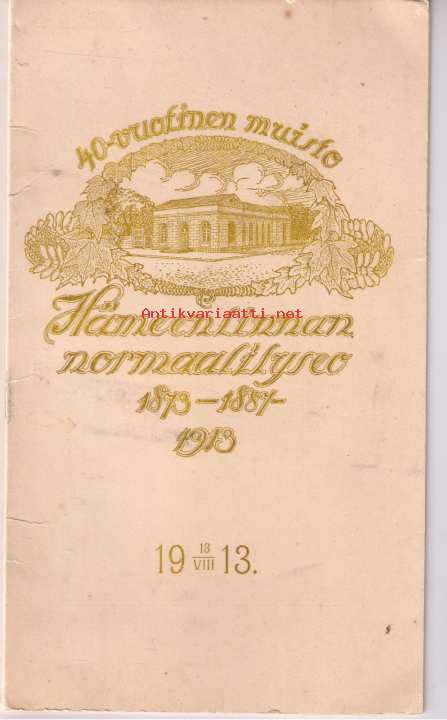 40-vuotinen muisto
Antikvariaatti.net
Hämeenlinnan
normaalilyseo
1873-1887-
1913
19 13/VIII 13.